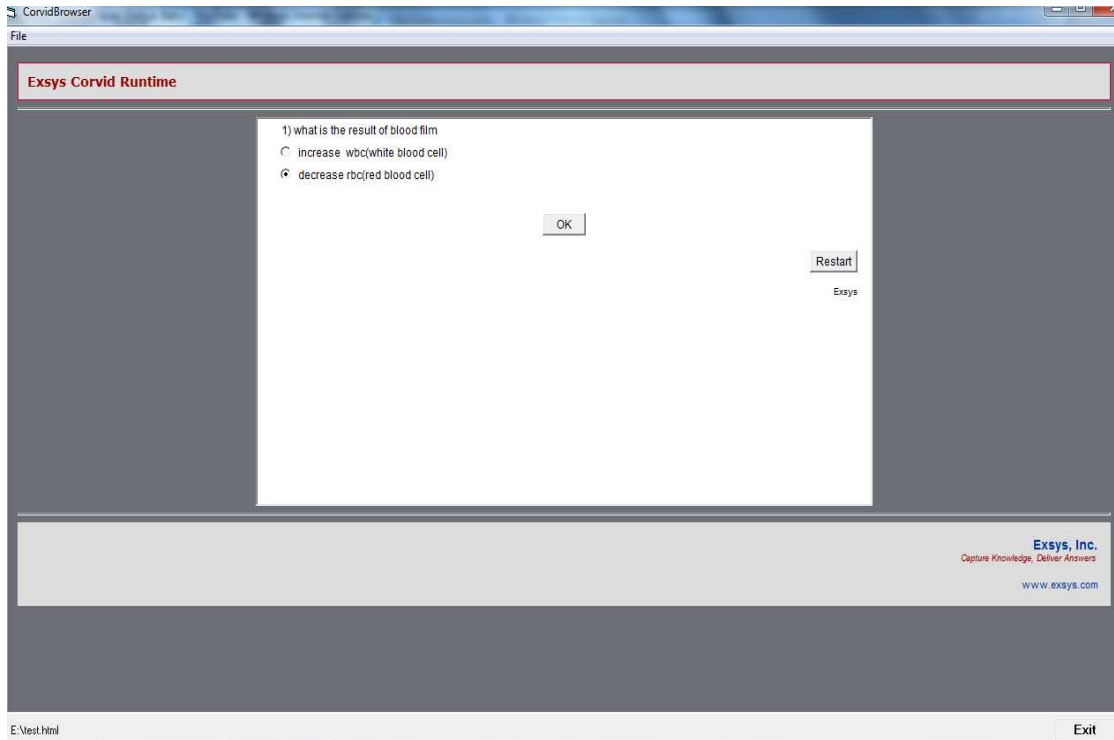 CorvidBrowser
File
Exsys Corvid Runtime
1) what is the result of blood film
increase wbc(white blood cell)
decrease rbc(red blood cell)
OK
Restart
Exsys
Exsys, Inc.
Capture Knowledge, Deliver Answers
www.exsys.com
E:\test.html
Exit